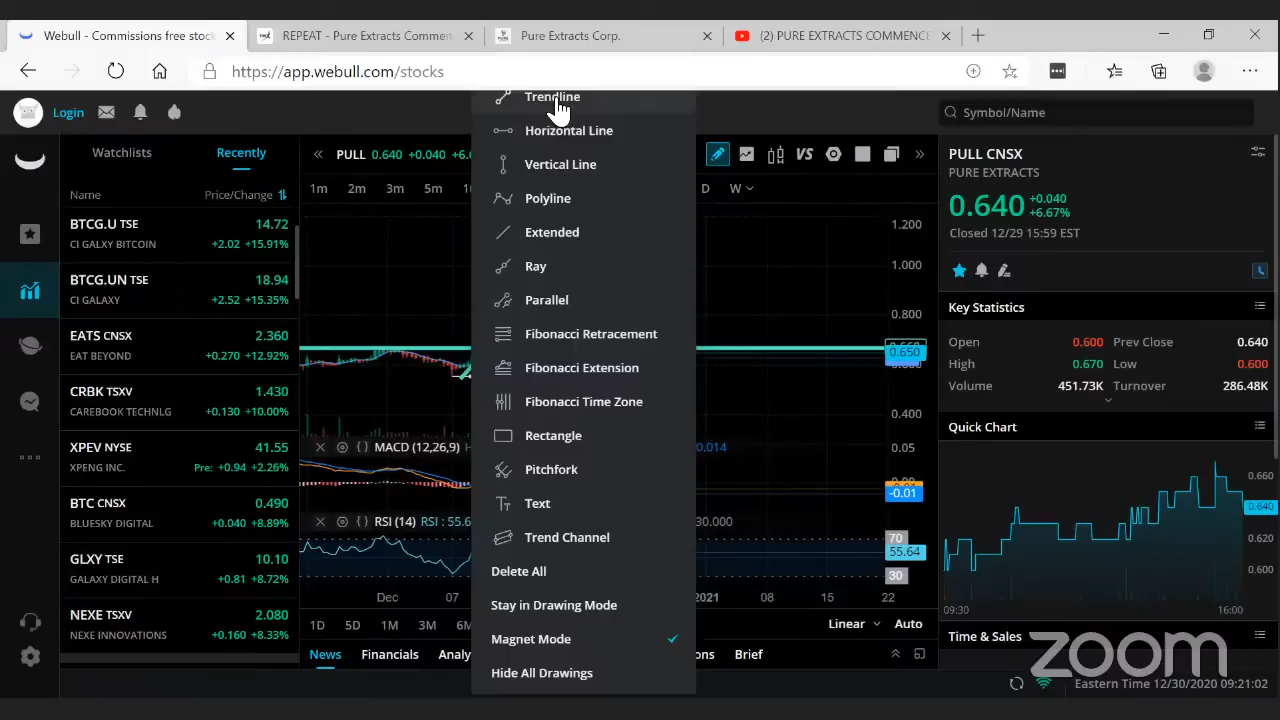 Webull - Commissions free stock
REPEAT - Pure Extracts Commen
Pure Extracts Corp.
(2) PURE EXTRACTS COMMENCE
https://app.webull.com/stocks
Login
Symbol/Name
Watchlists
Recently
Name
Price/Change
BTCG.U TSE 14.72
CI GALXY BITCOIN +2.02 +15.91%
BTCG.UN TSE 18.94
CI GALAXY +2.52 +15.35%
EATS CNSX 2.360
EAT BEYOND +0.270 +12.92%
CRBK TSXV 1.430
CAREBOOK TECHNLG +0.130 +10.00%
XPEV NYSE 41.55
XPENG INC. Pre: +0.94 +2.26%
BTC CNSX 0.490
BLUESKY DIGITAL +0.040 +8.89%
GLXY TSE 10.10
GALAXY DIGITAL H +0.81 +8.72%
NEXE TSXV 2.080
NEXE INNOVATIONS +0.160 +8.33%
PULL 0.640 +0.040 +6.
VS
1m 2m 3m 5m
D W
Trendline
Horizontal Line
Vertical Line
Polyline
Extended
Ray
Parallel
Fibonacci Retracement
Fibonacci Extension
Fibonacci Time Zone
Rectangle
Pitchfork
Text
Trend Channel
Delete All
Stay in Drawing Mode
Magnet Mode
Hide All Drawings
1.200
1.000
0.800
0.650
0.400
MACD (12,26,9)
0.014
0.05
-0.01
RSI (14) RSI : 55.6
30.000
70
55.64
30
Dec 07
2021 08 15 22
1D 5D 1M 3M 6M
Linear
Auto
News
Financials
Analy
ons
Brief
PULL CNSX
PURE EXTRACTS
0.640 +0.040
+6.67%
Closed 12/29 15:59 EST
Key Statistics
Open 0.600 Prev Close 0.640
High 0.670 Low 0.600
Volume 451.73K Turnover 286.48K
Quick Chart
0.660
0.640
0.620
0.600
09:30 16:00
Time & Sales
zoom
Eastern Time 12/30/2020 09:21:02